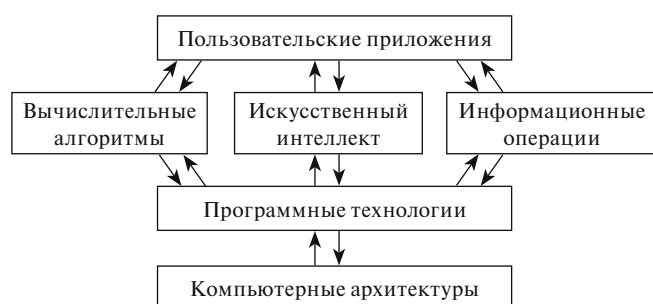 Пользовательские приложения
Вычислительные
алгоритмы
Искусственный
интеллект
Информационные
операции
Программные технологии
Компьютерные архитектуры